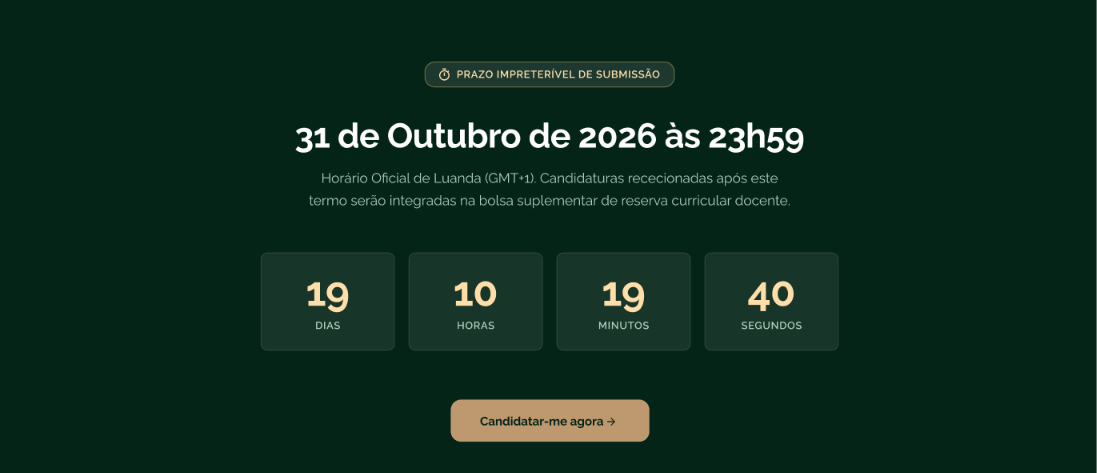 PRAZO IMPRETERÍVEL DE SUBMISSÃO
31 de Outubro de 2026 às 23h59
Horário Oficial de Luanda (GMT+1). Candidaturas rececionadas após este
termo serão integradas na bolsa suplementar de reserva curricular docente.
19 10 19 40
DIAS HORAS MINUTOS SEGUNDOS
Candidatar-me agora →